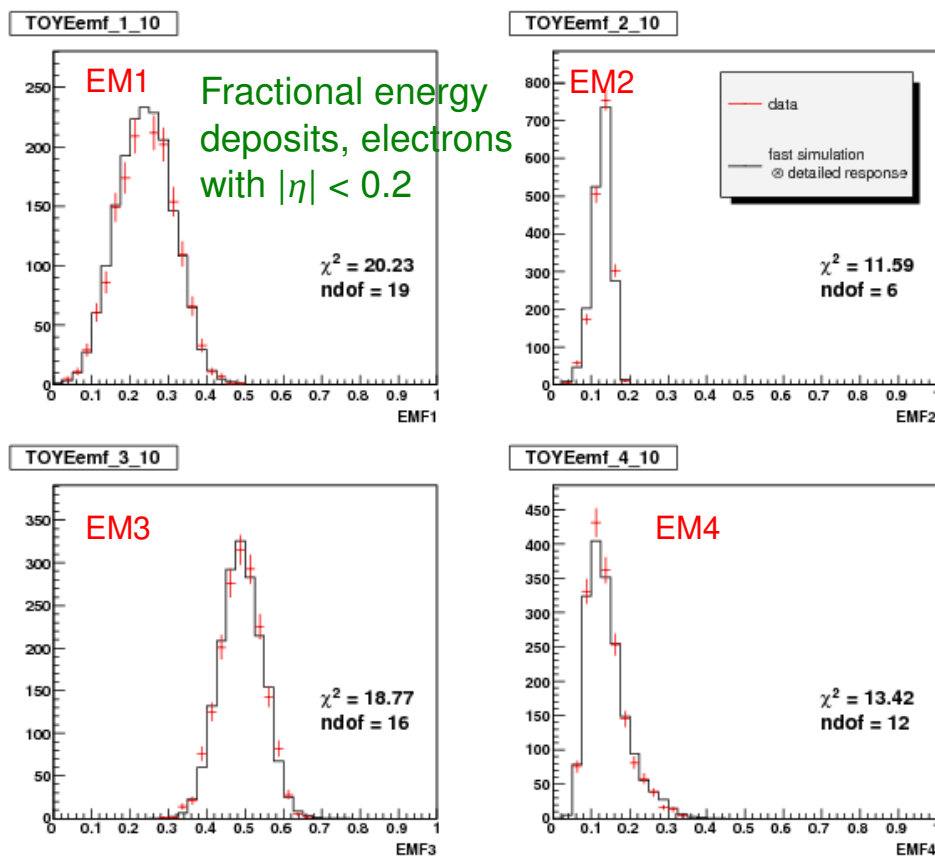 TOYEemf_1_10
EM1
Fractional energy
deposits, electrons
with |η| < 0.2
χ² = 20.23
ndof = 19
250
200
150
100
50
0
0 0.1 0.2 0.3 0.4 0.5 0.6 0.7 0.8 0.9 1
EMF1
TOYEemf_2_10
EM2
data
fast simulation
⊗ detailed response
χ² = 11.59
ndof = 6
800
700
600
500
400
300
200
100
0
0 0.1 0.2 0.3 0.4 0.5 0.6 0.7 0.8 0.9 1
EMF2
TOYEemf_3_10
EM3
χ² = 18.77
ndof = 16
350
300
250
200
150
100
50
0
0 0.1 0.2 0.3 0.4 0.5 0.6 0.7 0.8 0.9 1
EMF3
TOYEemf_4_10
EM4
χ² = 13.42
ndof = 12
450
400
350
300
250
200
150
100
50
0
0 0.1 0.2 0.3 0.4 0.5 0.6 0.7 0.8 0.9 1
EMF4